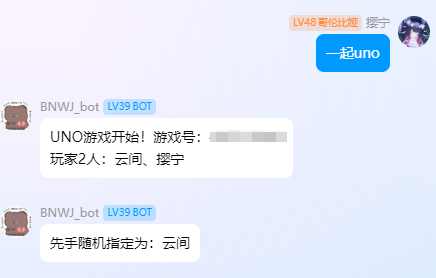 LV48 哥伦比娅 撄宁
一起uno
BNWJ_bot LV39 BOT
UNO游戏开始！游戏号：
玩家2人：云间、撄宁
BNWJ_bot LV39 BOT
先手随机指定为：云间